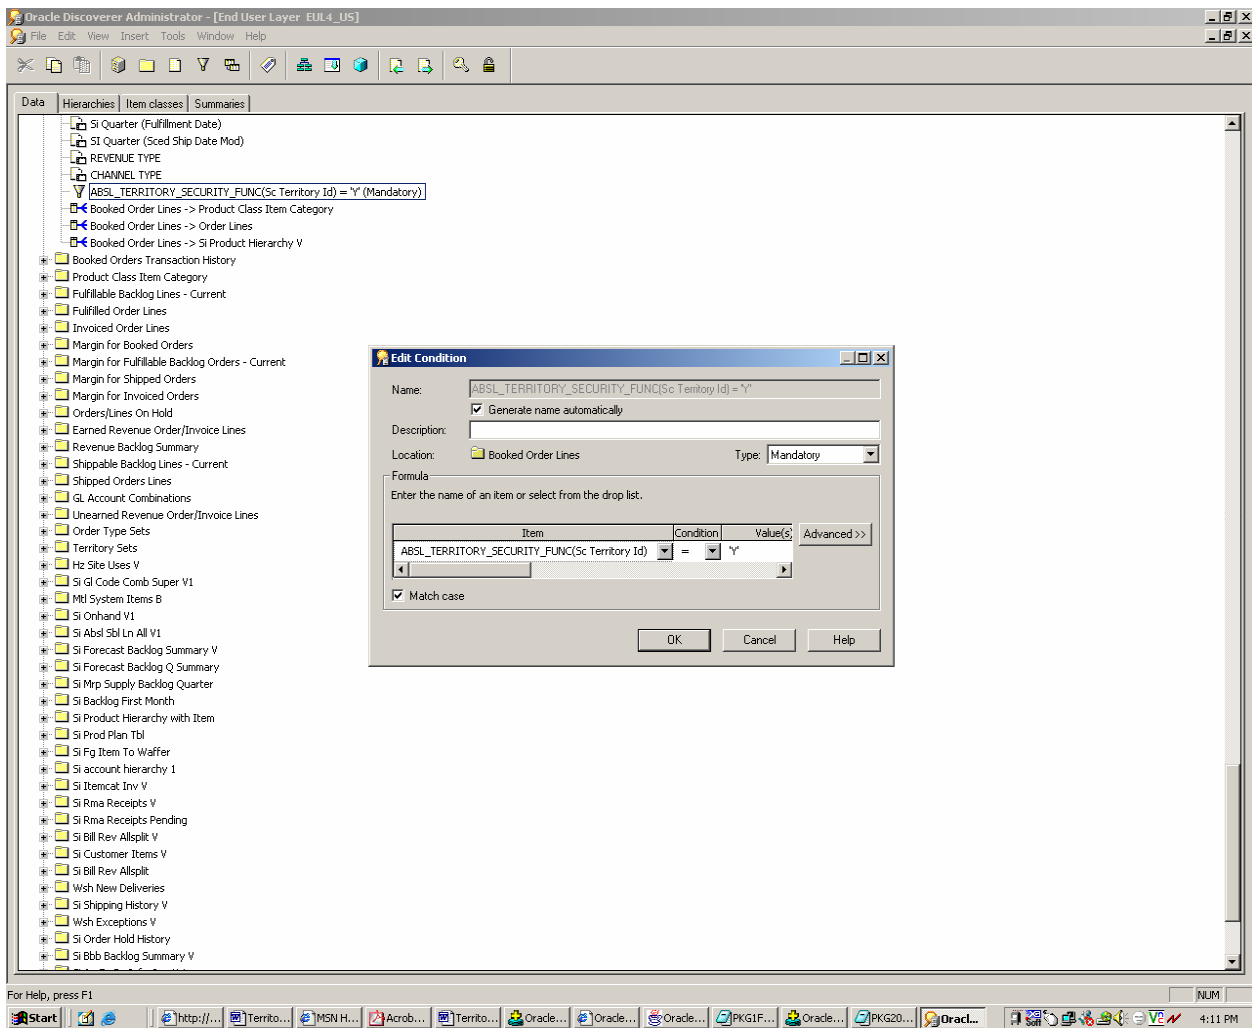 Oracle Discoverer Administrator - [End User Layer EUL4_US]
File Edit View Insert Tools Window Help
Data Hierarchies Item classes Summaries
Si Quarter (Fulfillment Date)
SI Quarter (Sced Ship Date Mod)
REVENUE TYPE
CHANNEL TYPE
ABSL_TERRITORY_SECURITY_FUNC(Sc Territory Id) = 'Y' (Mandatory)
Booked Order Lines -> Product Class Item Category
Booked Order Lines -> Order Lines
Booked Order Lines -> Si Product Hierarchy V
Booked Orders Transaction History
Product Class Item Category
Fulfillable Backlog Lines - Current
Fulifilled Order Lines
Invoiced Order Lines
Margin for Booked Orders
Margin for Fulfillable Backlog Orders - Current
Margin for Shipped Orders
Margin for Invoiced Orders
Orders/Lines On Hold
Earned Revenue Order/Invoice Lines
Revenue Backlog Summary
Shippable Backlog Lines - Current
Shipped Orders Lines
GL Account Combinations
Unearned Revenue Order/Invoice Lines
Order Type Sets
Territory Sets
Hz Site Uses V
Si Gl Code Comb Super V1
Mtl System Items B
Si Onhand V1
Si Absl Sbl Ln All V1
Si Forecast Backlog Summary V
Si Forecast Backlog Q Summary
Si Mrp Supply Backlog Quarter
Si Backlog First Month
Si Product Hierarchy with Item
Si Prod Plan Tbl
Si Fg Item To Waffer
Si account hierarchy 1
Si Itemcat Inv V
Si Rma Receipts V
Si Rma Receipts Pending
Si Bill Rev Allsplit V
Si Customer Items V
Si Bill Rev Allsplit
Wsh New Deliveries
Si Shipping History V
Wsh Exceptions V
Si Order Hold History
Si Bbb Backlog Summary V
Edit Condition
Name: ABSL_TERRITORY_SECURITY_FUNC(Sc Territory Id) = 'Y'
Generate name automatically
Description:
Location: Booked Order Lines Type: Mandatory
Formula
Enter the name of an item or select from the drop list.
Item Condition Value(s) Advanced >>
ABSL_TERRITORY_SECURITY_FUNC(Sc Territory Id) = 'Y'
Match case
OK Cancel Help
For Help, press F1 NUM
Start http://... Territo... MSN H... Acrob... Territo... Oracle... Oracle... Oracle... PKG1F... Oracle... PKG20... Oracl... 4:11 PM